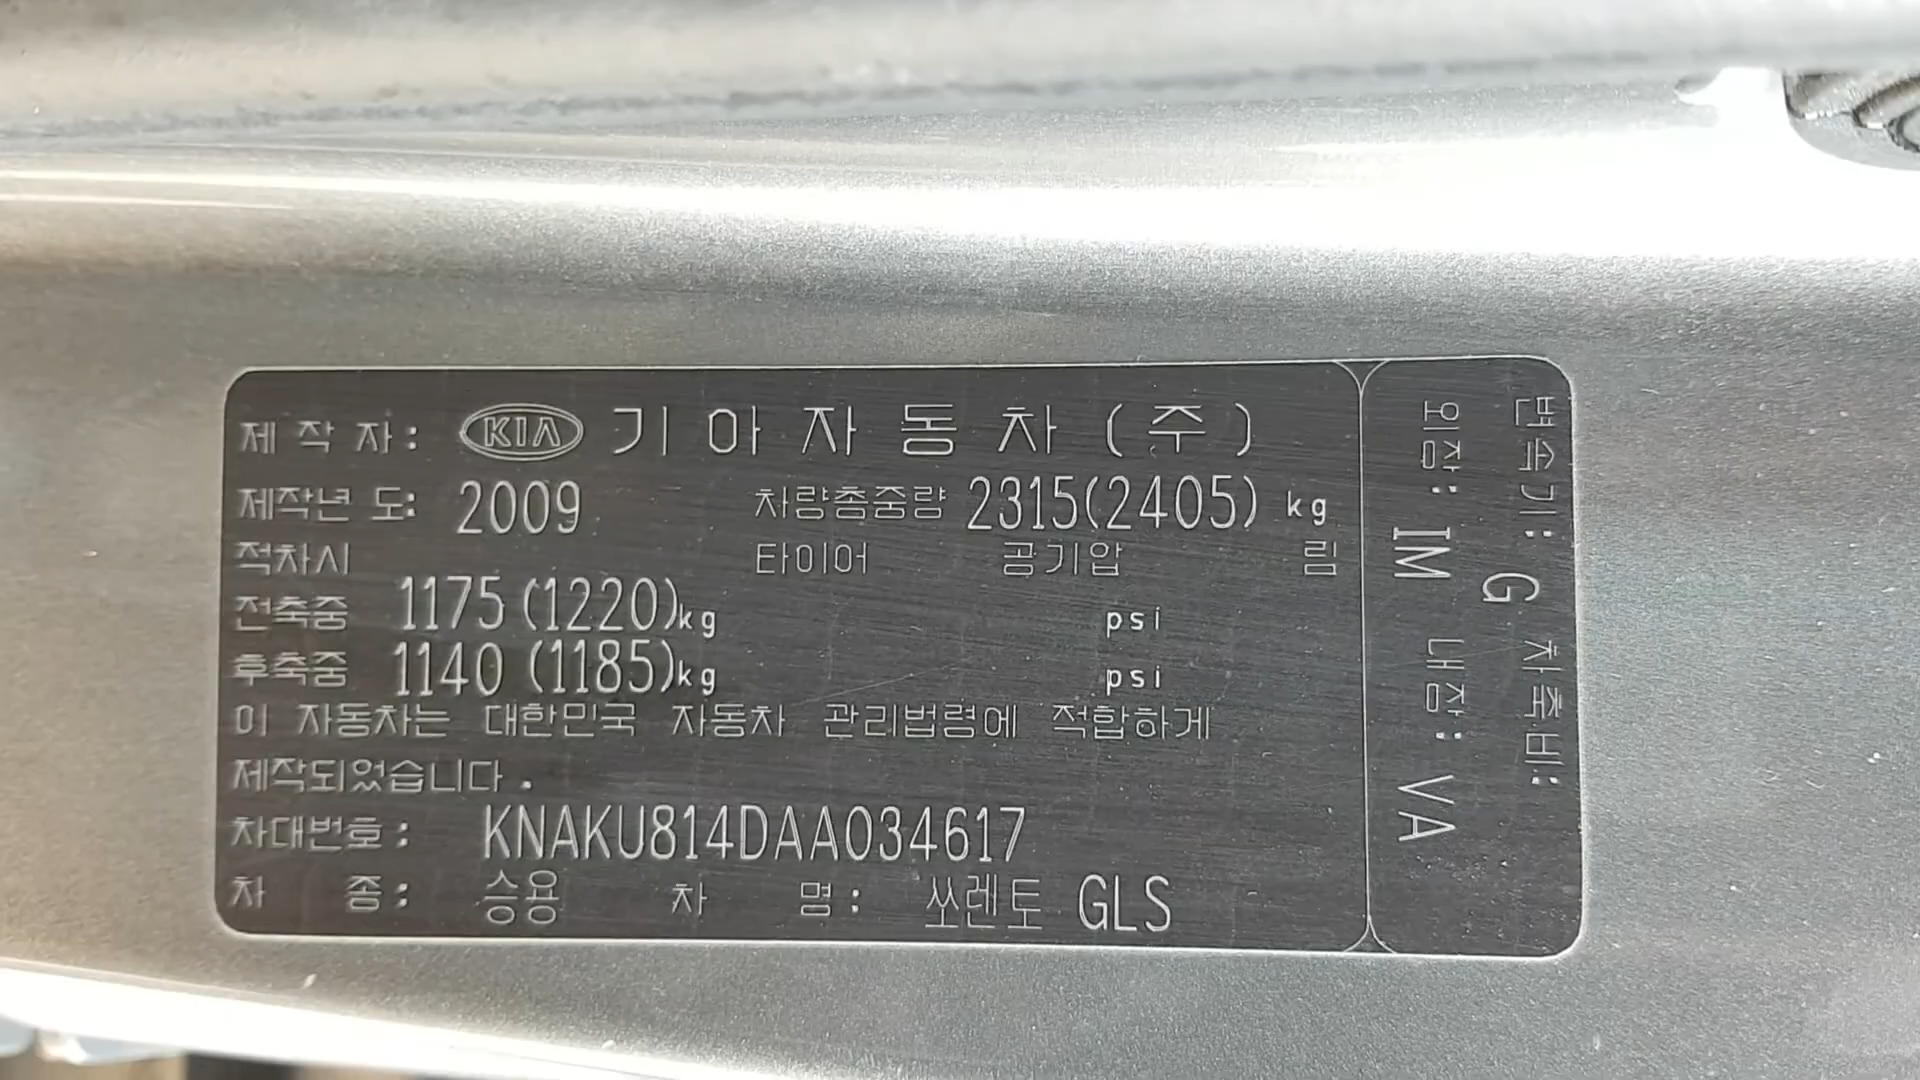 제 작 자 : KIA 기 아 자 동 차 ( 주 )
제작년 도: 2009 차량총중량 2315(2405) kg
적차시 타이어 공기압 림
전축중 1175 (1220)kg psi
후축중 1140 (1185)kg psi
이 자동차는 대한민국 자동차 관리법령에 적합하게
제작되었습니다 .
차대번호 : KNAKU814DAA034617
차 종 : 승용 차 명 : 쏘렌토 GLS
변속기: G 차축비:
외장: IM 내장: VA